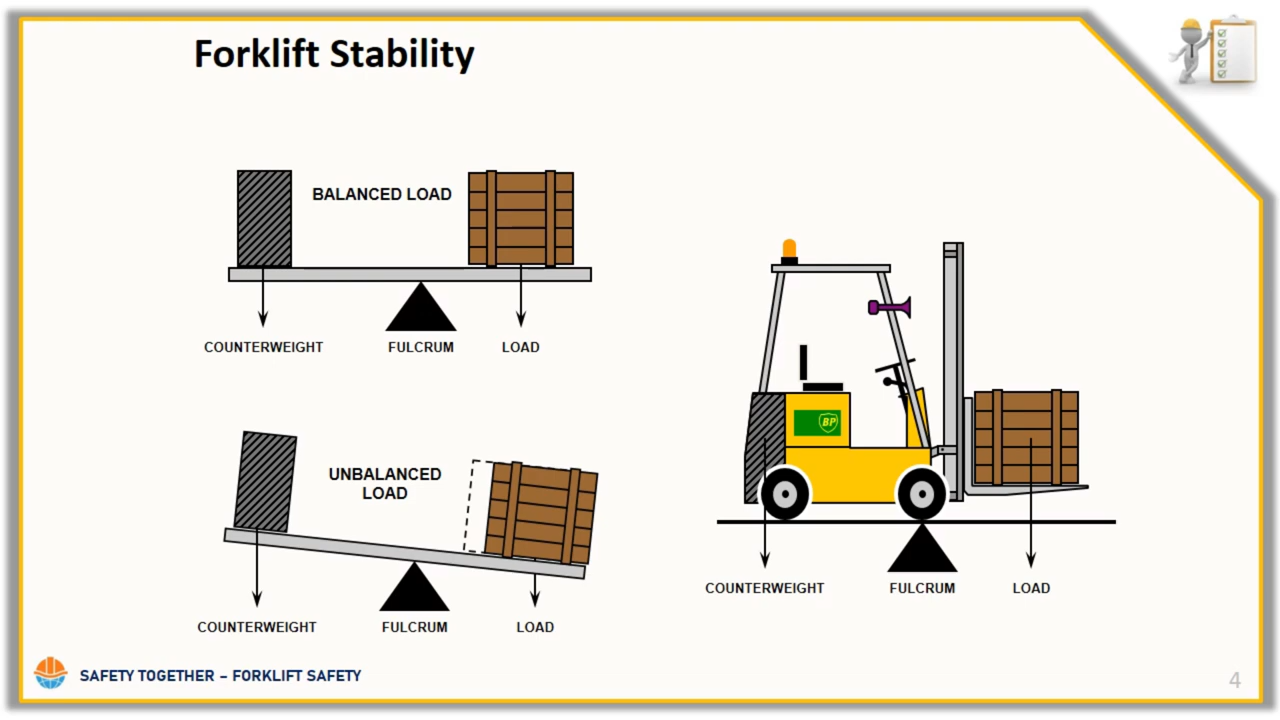 Forklift Stability
BALANCED LOAD
COUNTERWEIGHT
FULCRUM
LOAD
UNBALANCED
LOAD
COUNTERWEIGHT
FULCRUM
LOAD
BP
COUNTERWEIGHT
FULCRUM
LOAD
SAFETY TOGETHER – FORKLIFT SAFETY
4